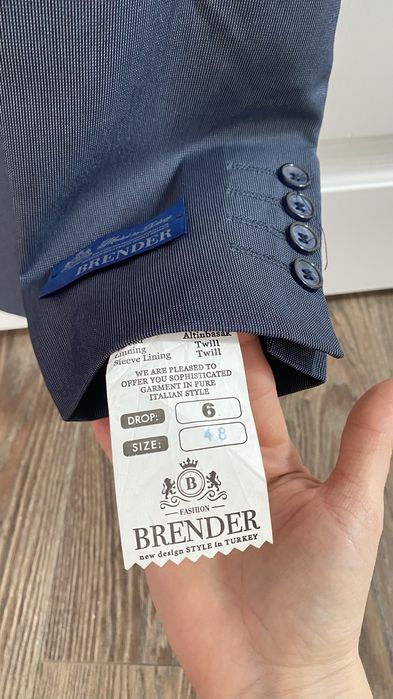 BRENDER
Altinbasak
Linning Twill
Sleeve Lining Twill
WE ARE PLEASED TO
OFFER YOU SOPHISTICATED
GARMENT IN PURE
ITALIAN STYLE
DROP: 6
SIZE: 48
B
FASHION
BRENDER
new design STYLE in TURKEY